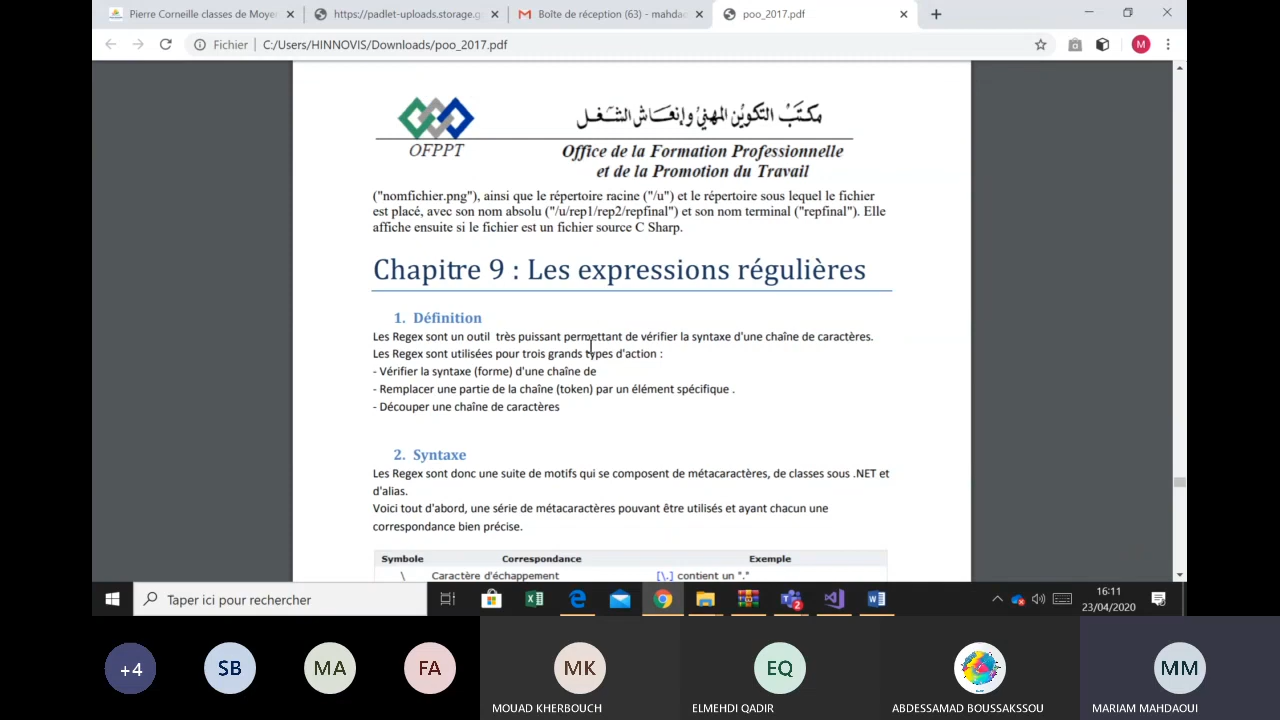 Pierre Corneille classes de Moye
https://padlet-uploads.storage.g
Boîte de réception (63) - mahdao
poo_2017.pdf
Fichier
C:/Users/HINNOVIS/Downloads/poo_2017.pdf
M
OFPPT
مكتب التكوين المهني وإنعاش الشغل
Office de la Formation Professionnelle
et de la Promotion du Travail
("nomfichier.png"), ainsi que le répertoire racine ("/u") et le répertoire sous lequel le fichier
est placé, avec son nom absolu ("/u/rep1/rep2/repfinal") et son nom terminal ("repfinal"). Elle
affiche ensuite si le fichier est un fichier source C Sharp.
Chapitre 9 : Les expressions régulières
1. Définition
Les Regex sont un outil très puissant permettant de vérifier la syntaxe d'une chaîne de caractères.
Les Regex sont utilisées pour trois grands types d'action :
- Vérifier la syntaxe (forme) d'une chaîne de
- Remplacer une partie de la chaîne (token) par un élément spécifique .
- Découper une chaîne de caractères
2. Syntaxe
Les Regex sont donc une suite de motifs qui se composent de métacaractères, de classes sous .NET et
d'alias.
Voici tout d'abord, une série de métacaractères pouvant être utilisés et ayant chacun une
correspondance bien précise.
Symbole Correspondance Exemple
\ Caractère d'échappement [\.] contient un "."
Taper ici pour rechercher
2
16:11
23/04/2020
+4
SB
MA
FA
MK
EQ
MM
MOUAD KHERBOUCH
ELMEHDI QADIR
ABDESSAMAD BOUSSAKSSOU
MARIAM MAHDAOUI